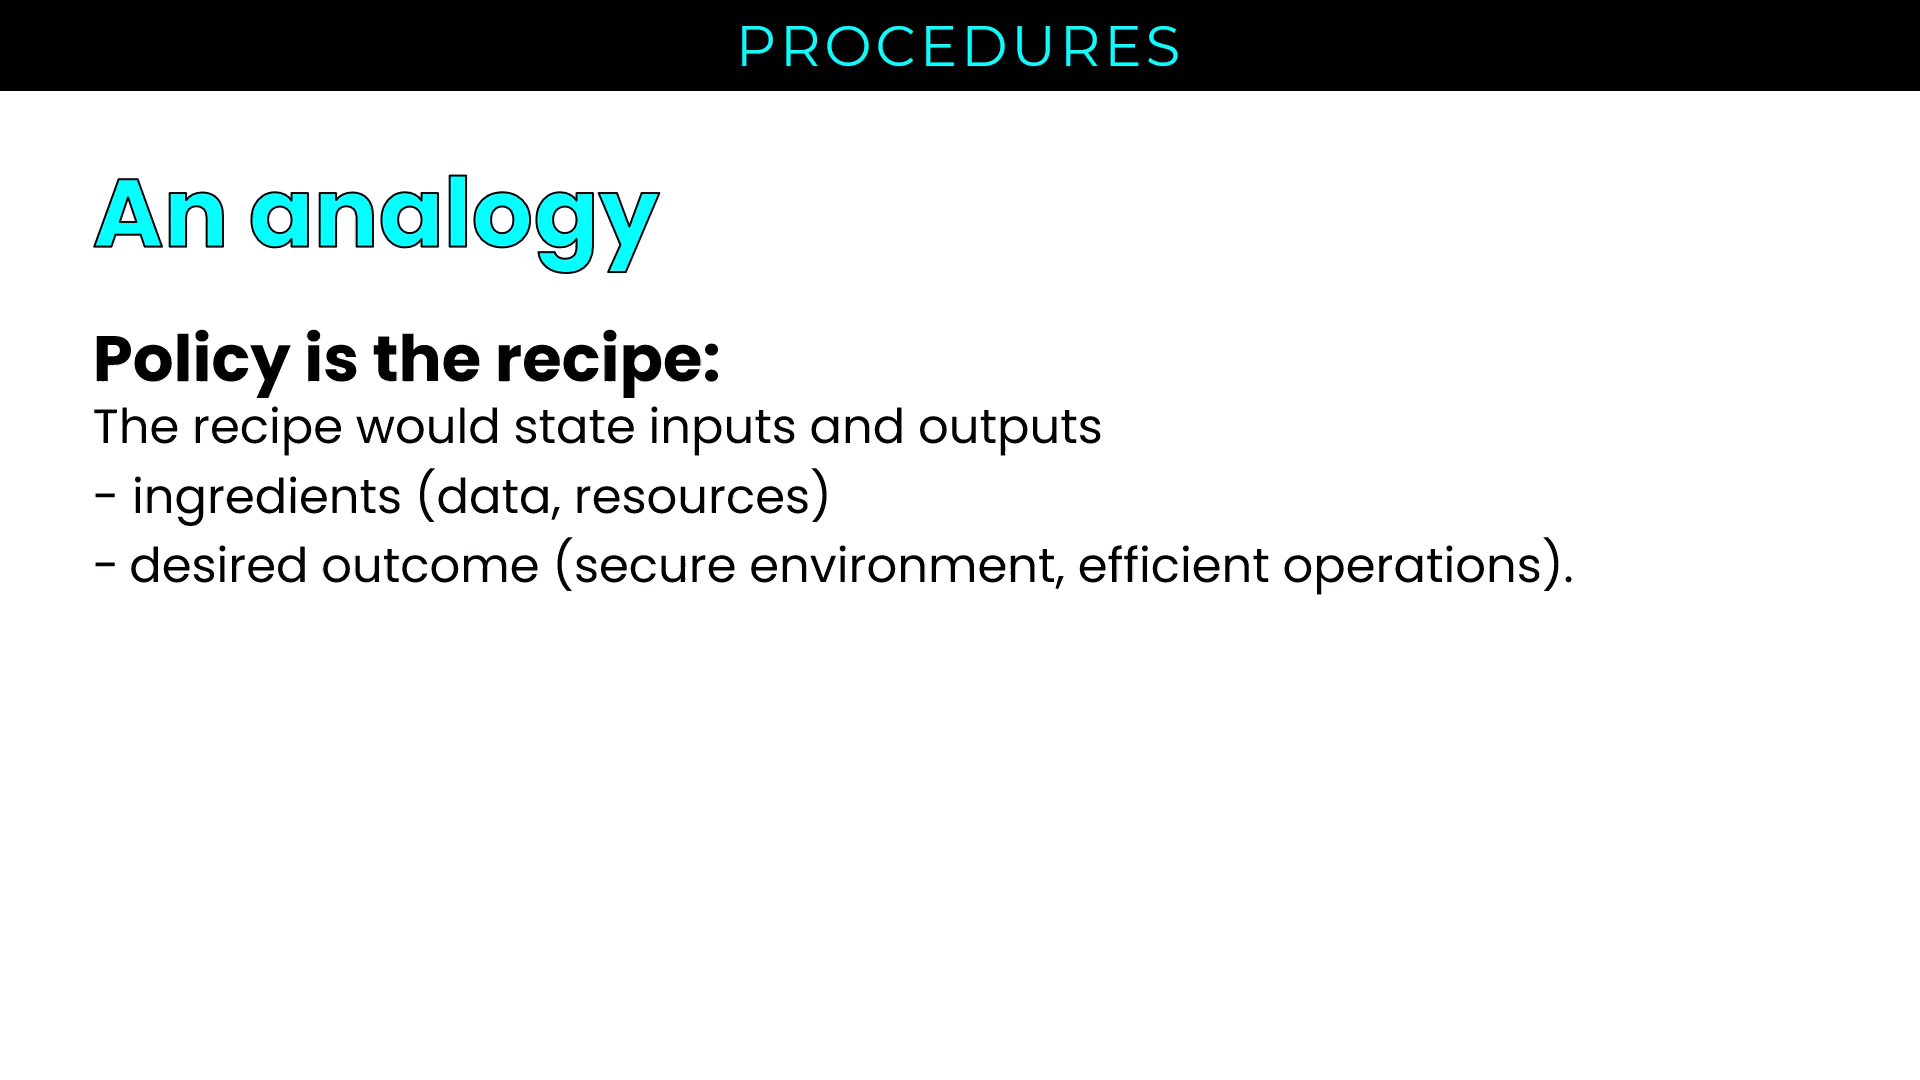 PROCEDURES
An analogy
Policy is the recipe:
The recipe would state inputs and outputs
- ingredients (data, resources)
- desired outcome (secure environment, efficient operations).